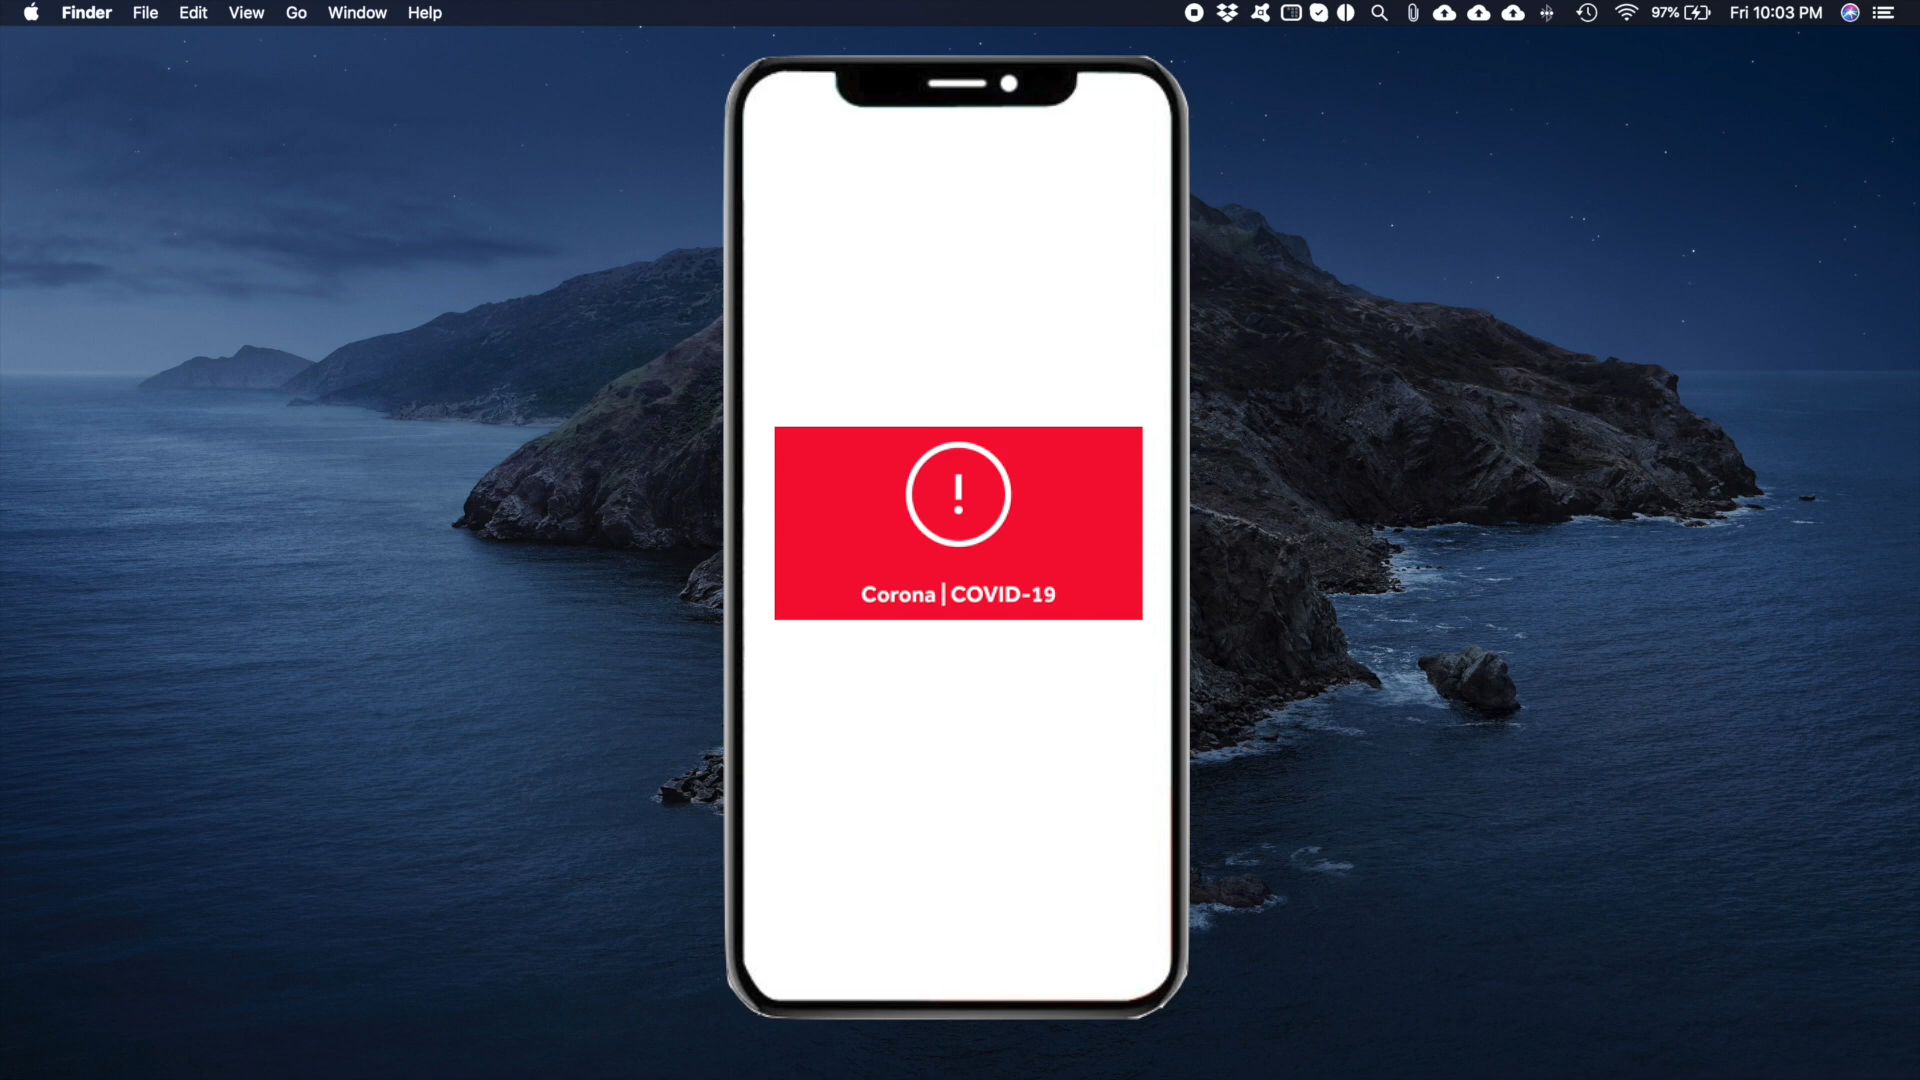 Finder File Edit View Go Window Help 97% Fri 10:03 PM
!
Corona | COVID-19